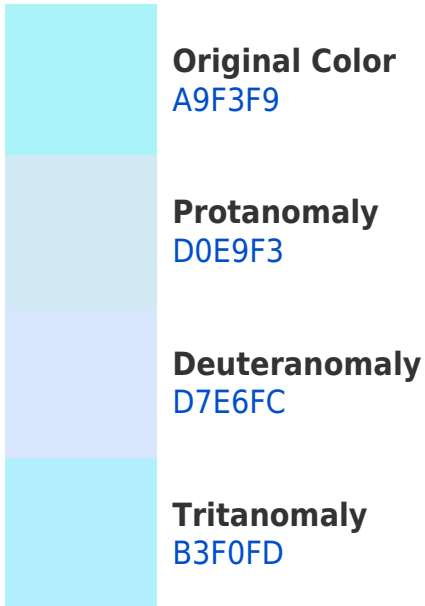 Original Color
A9F3F9
Protanomaly
D0E9F3
Deuteranomaly
D7E6FC
Tritanomaly
B3F0FD